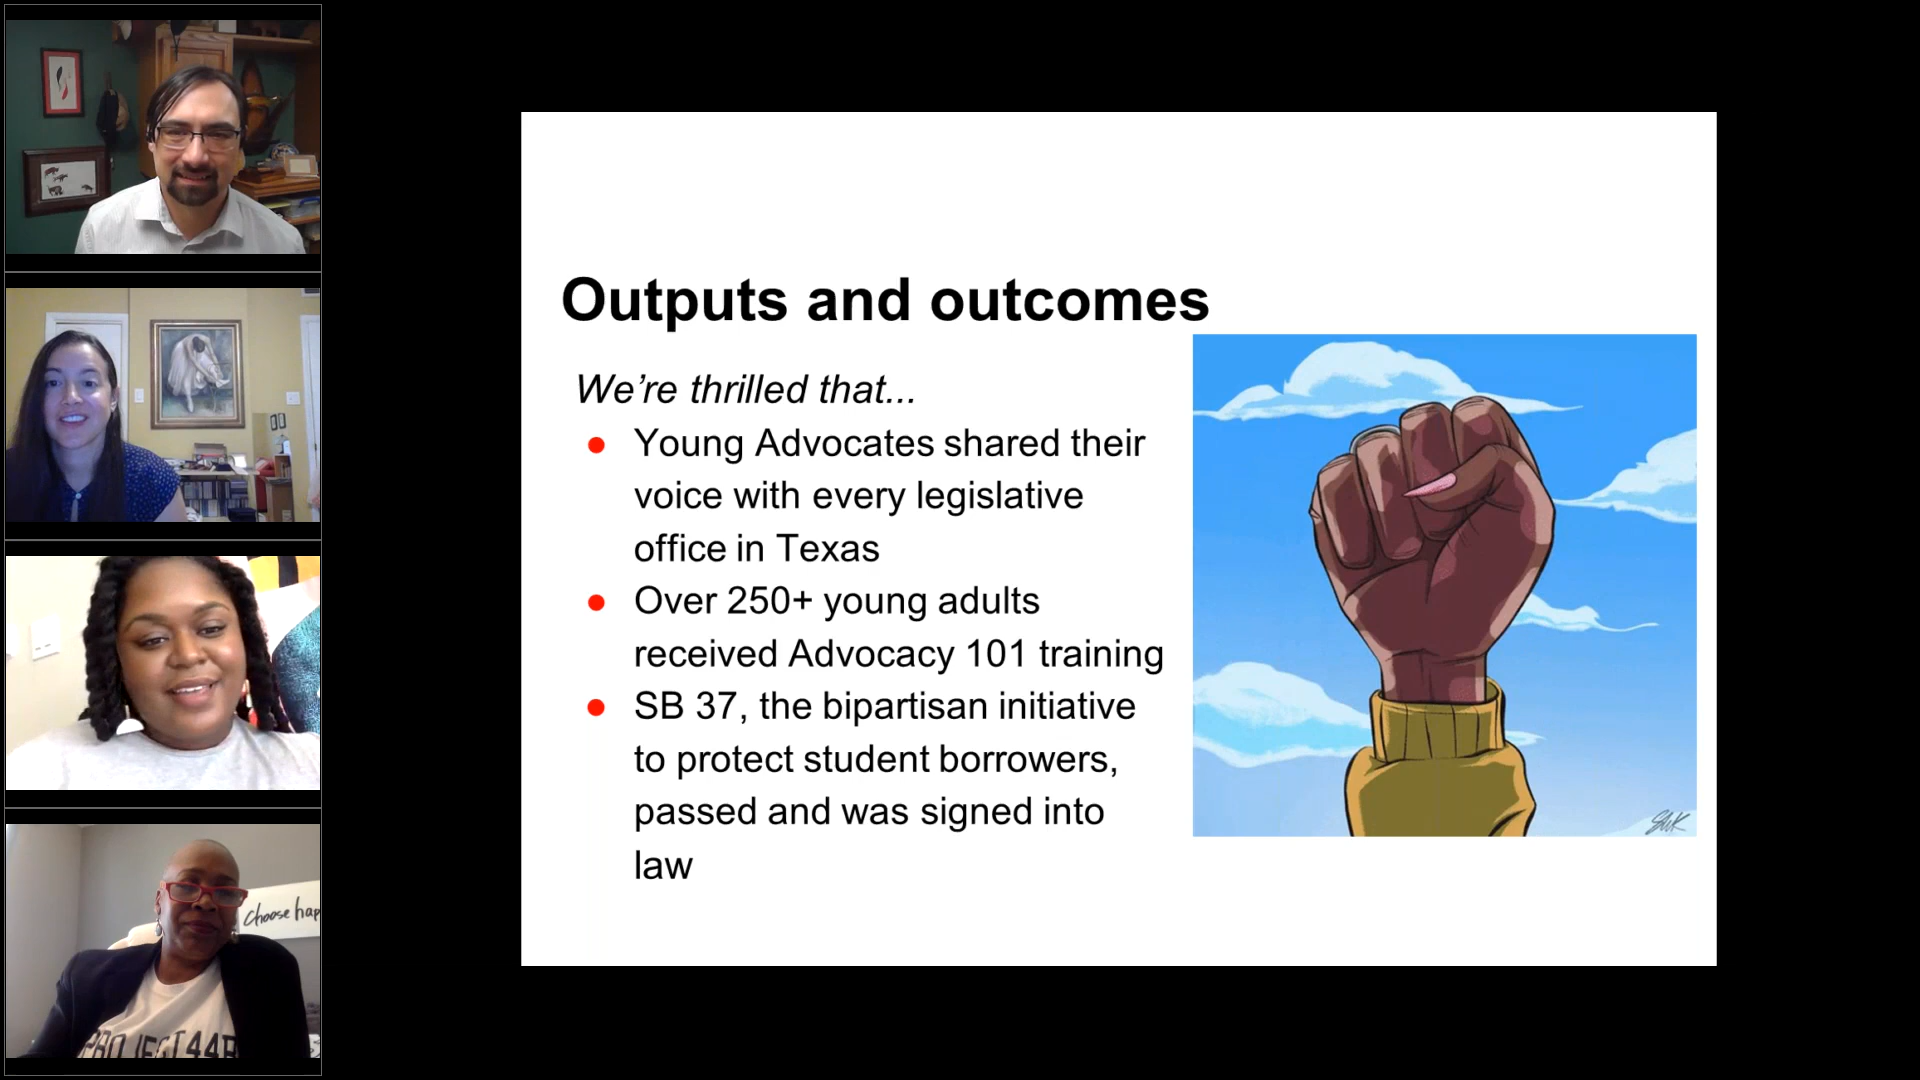 Outputs and outcomes
We’re thrilled that...
● Young Advocates shared their
voice with every legislative
office in Texas
● Over 250+ young adults
received Advocacy 101 training
● SB 37, the bipartisan initiative
to protect student borrowers,
passed and was signed into
law
choose hap
PROJECT44